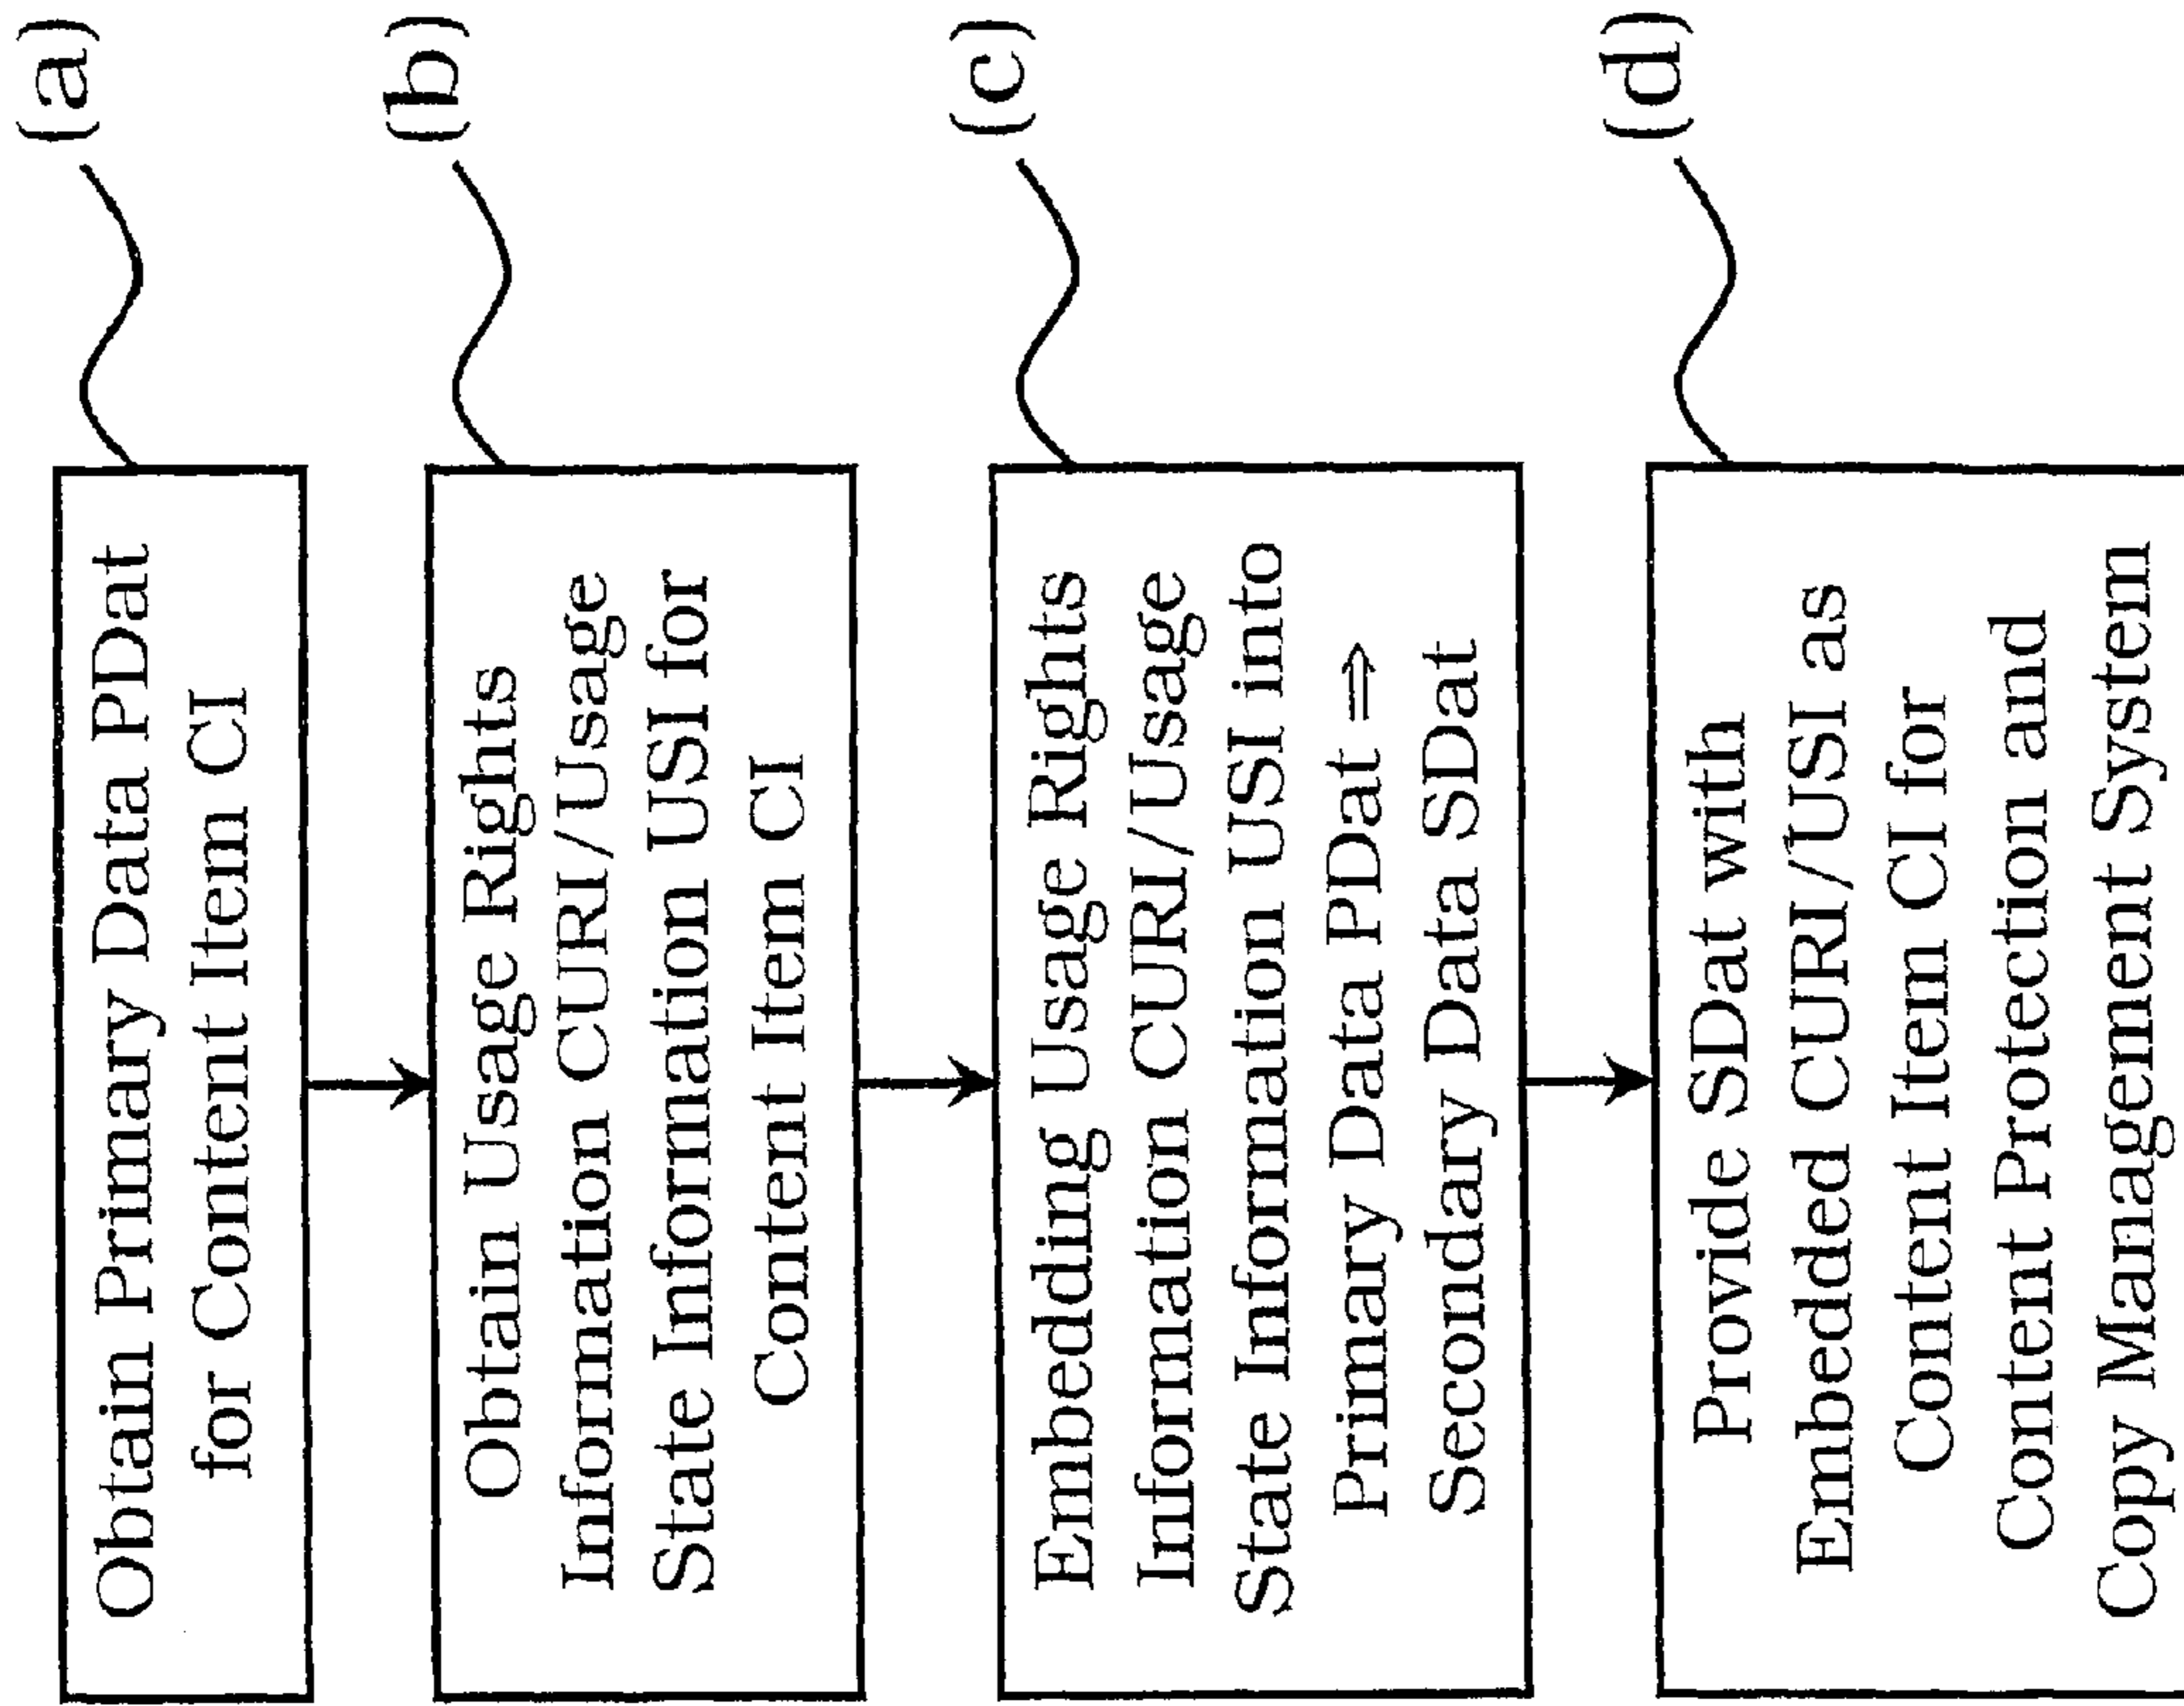 Obtain Primary Data PDat
for Content Item CI
(a)
Obtain Usage Rights
Information CURI/Usage
State Information USI for
Content Item CI
(b)
Embedding Usage Rights
Information CURI/Usage
State Information USI into
Primary Data PDat ⇒
Secondary Data SDat
(c)
Provide SDat with
Embedded CURI/USI as
Content Item CI for
Content Protection and
Copy Management System
(d)